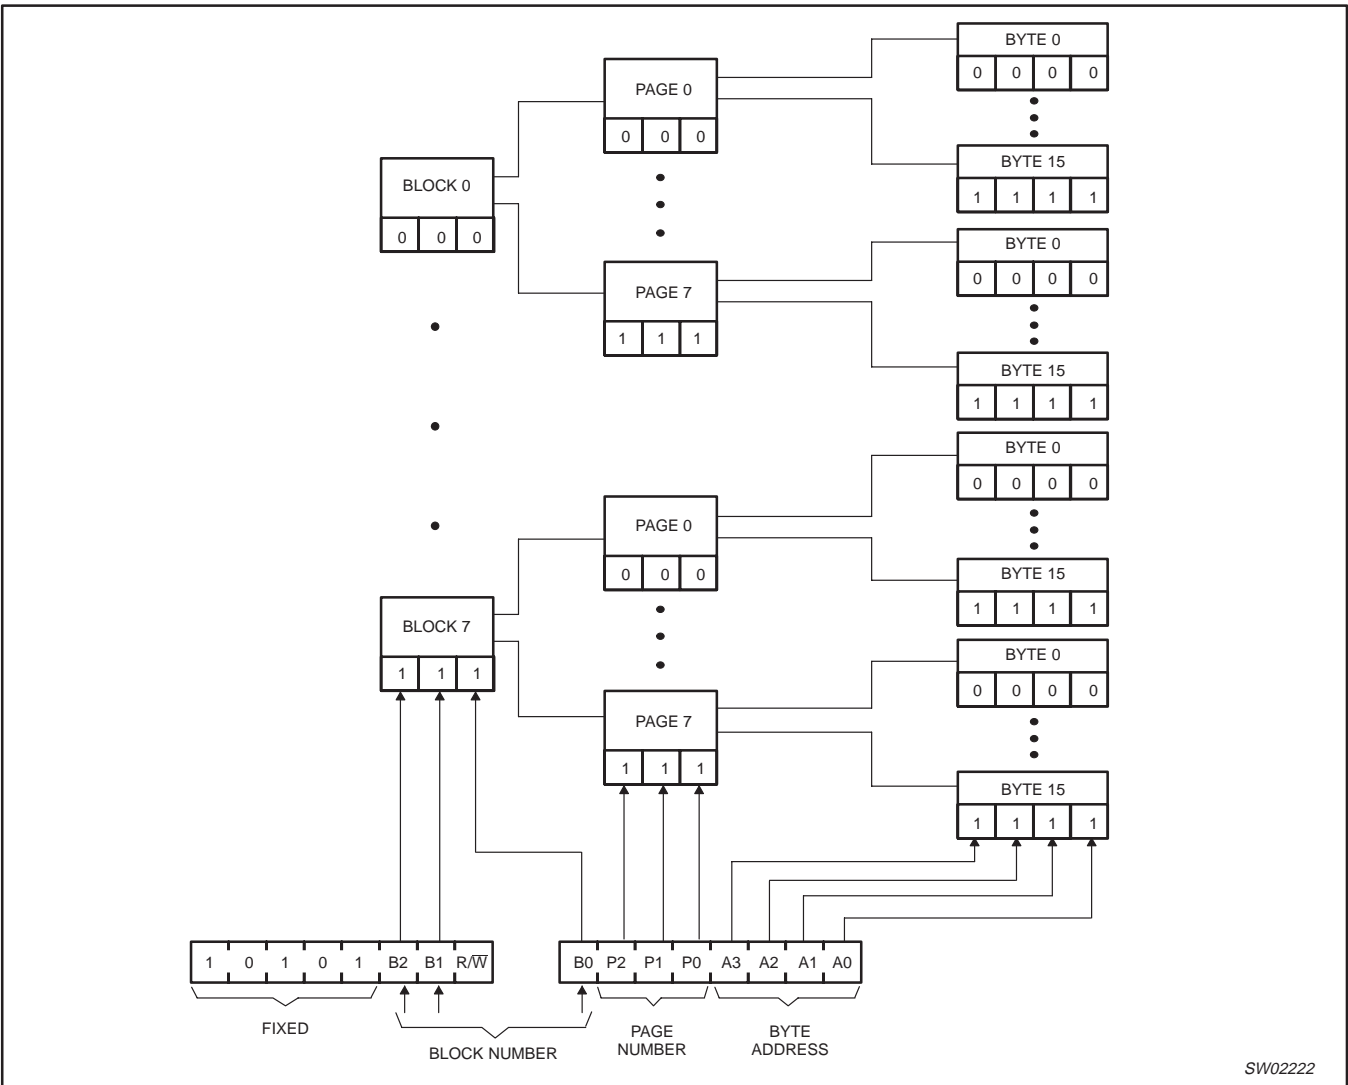 BYTE 0
0 0 0 0
PAGE 0
0 0 0
BYTE 15
1 1 1 1
BLOCK 0
0 0 0
BYTE 0
0 0 0 0
PAGE 7
1 1 1
BYTE 15
1 1 1 1
BYTE 0
0 0 0 0
PAGE 0
0 0 0
BYTE 15
1 1 1 1
BLOCK 7
1 1 1
BYTE 0
0 0 0 0
PAGE 7
1 1 1
BYTE 15
1 1 1 1
1 0 1 0 1 B2 B1 R/W̅
B0 P2 P1 P0 A3 A2 A1 A0
FIXED
BLOCK NUMBER
PAGE
NUMBER
BYTE
ADDRESS
SW02222